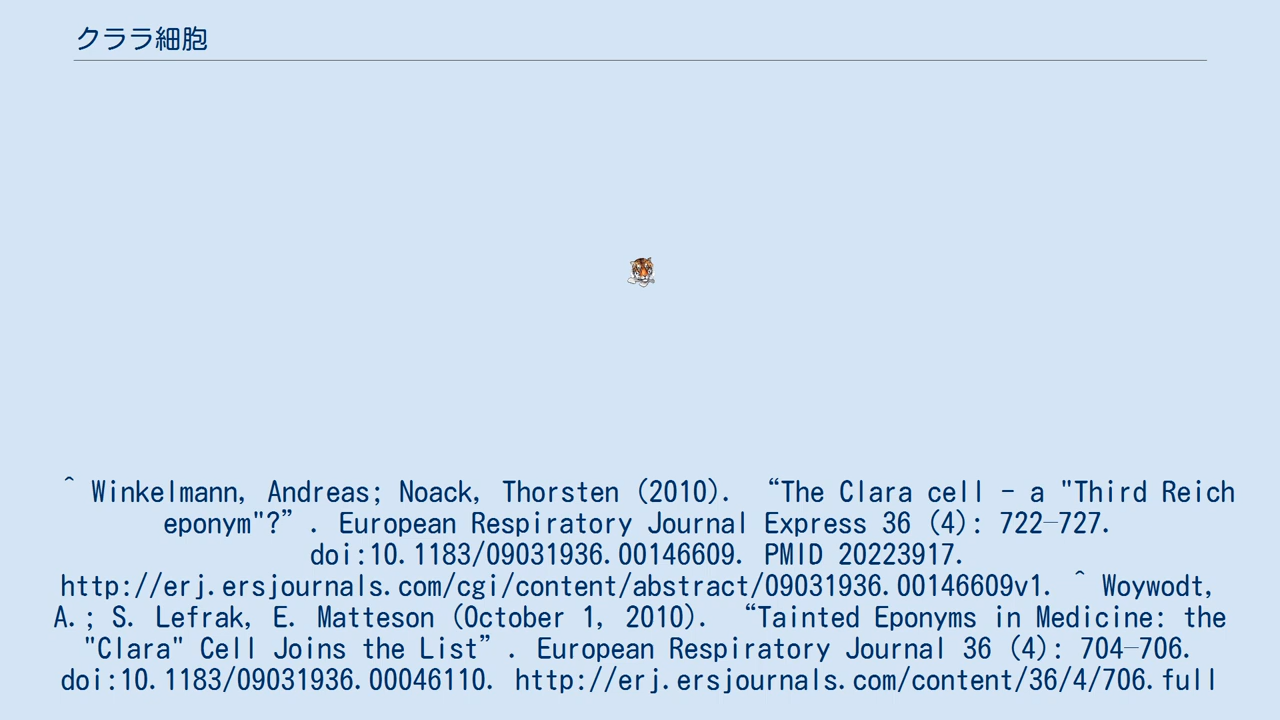 クララ細胞
^ Winkelmann, Andreas; Noack, Thorsten (2010). “The Clara cell - a "Third Reich
eponym"?”. European Respiratory Journal Express 36 (4): 722–727.
doi:10.1183/09031936.00146609. PMID 20223917.
http://erj.ersjournals.com/cgi/content/abstract/09031936.00146609v1. ^ Woywodt,
A.; S. Lefrak, E. Matteson (October 1, 2010). “Tainted Eponyms in Medicine: the
"Clara" Cell Joins the List”. European Respiratory Journal 36 (4): 704–706.
doi:10.1183/09031936.00046110. http://erj.ersjournals.com/content/36/4/706.full